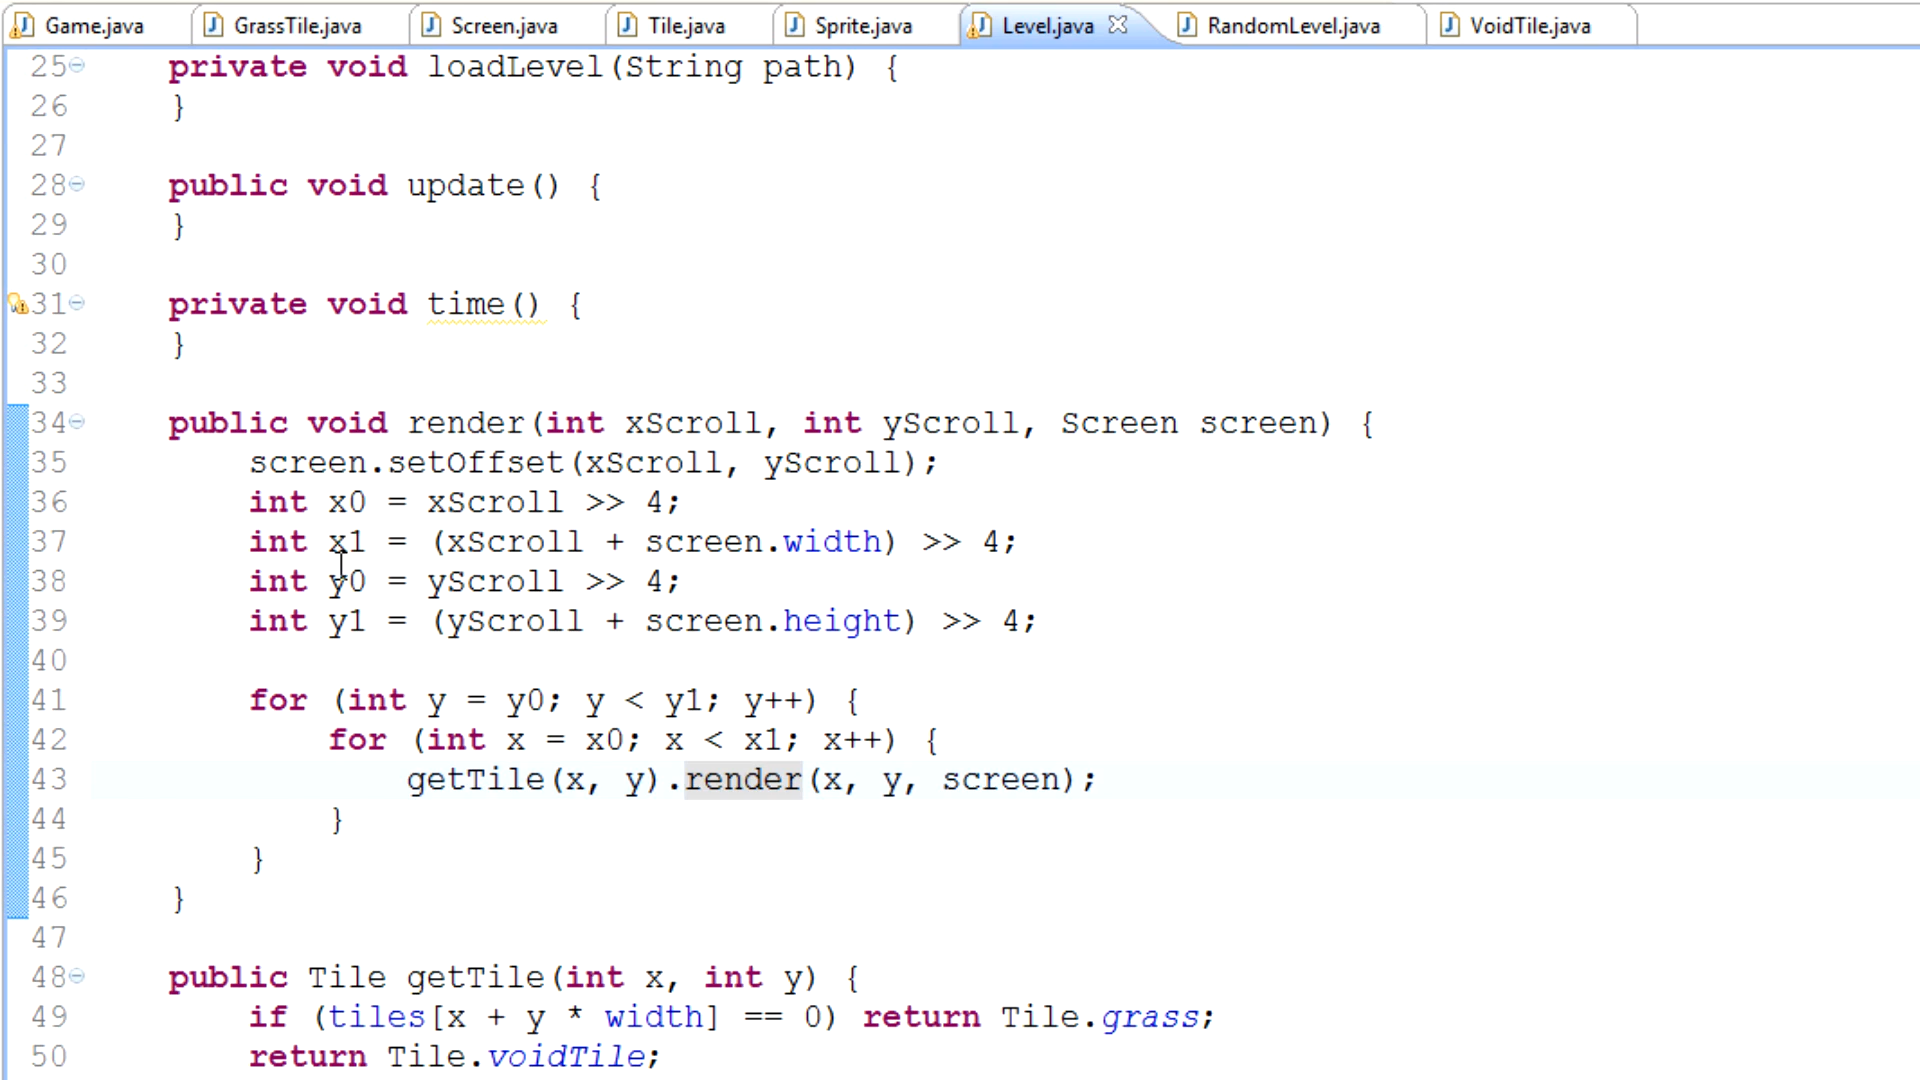 Game.java GrassTile.java Screen.java Tile.java Sprite.java Level.java RandomLevel.java VoidTile.java
25 private void loadLevel(String path) {
26 }
27
28 public void update() {
29 }
30
31 private void time() {
32 }
33
34 public void render(int xScroll, int yScroll, Screen screen) {
35 screen.setOffset(xScroll, yScroll);
36 int x0 = xScroll >> 4;
37 int x1 = (xScroll + screen.width) >> 4;
38 int y0 = yScroll >> 4;
39 int y1 = (yScroll + screen.height) >> 4;
40
41 for (int y = y0; y < y1; y++) {
42 for (int x = x0; x < x1; x++) {
43 getTile(x, y).render(x, y, screen);
44 }
45 }
46 }
47
48 public Tile getTile(int x, int y) {
49 if (tiles[x + y * width] == 0) return Tile.grass;
50 return Tile.voidTile;